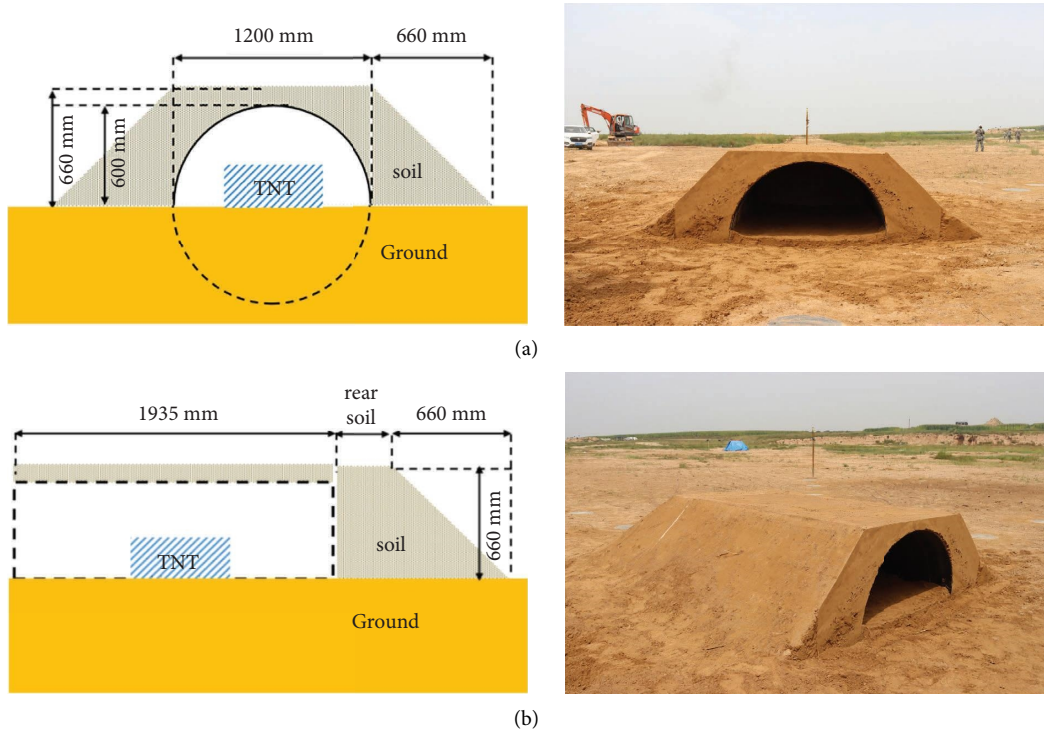 1200 mm
660 mm
660 mm
600 mm
TNT
soil
Ground
(a)
1935 mm
rear
soil
660 mm
660 mm
TNT
soil
Ground
(b)